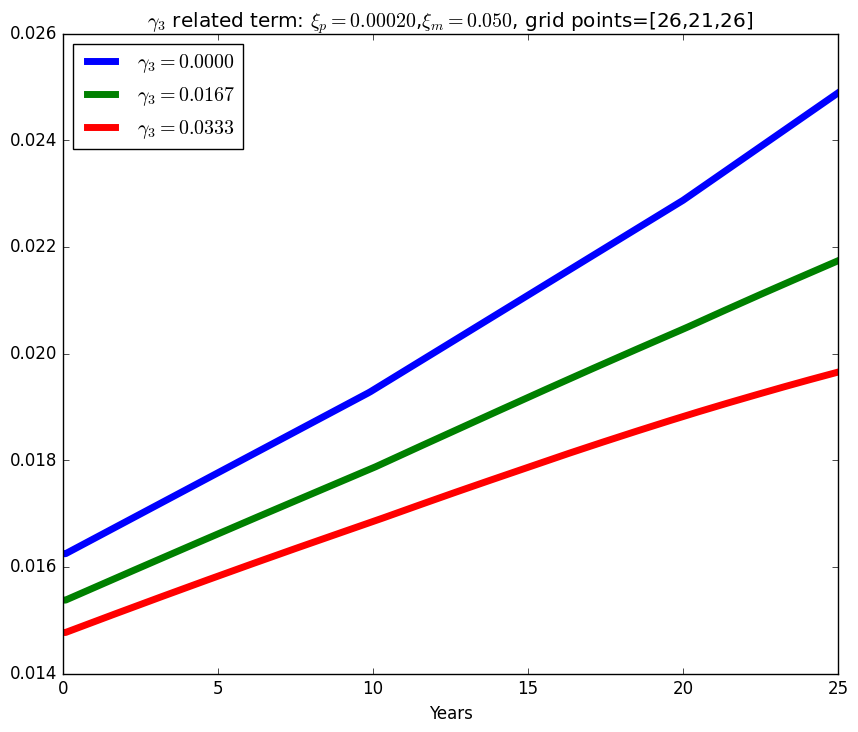 γ₃ related term: ξₚ = 0.00020,ξₘ = 0.050, grid points=[26,21,26]
γ₃ = 0.0000
γ₃ = 0.0167
γ₃ = 0.0333
0.026
0.024
0.022
0.020
0.018
0.016
0.014
0 5 10 15 20 25
Years